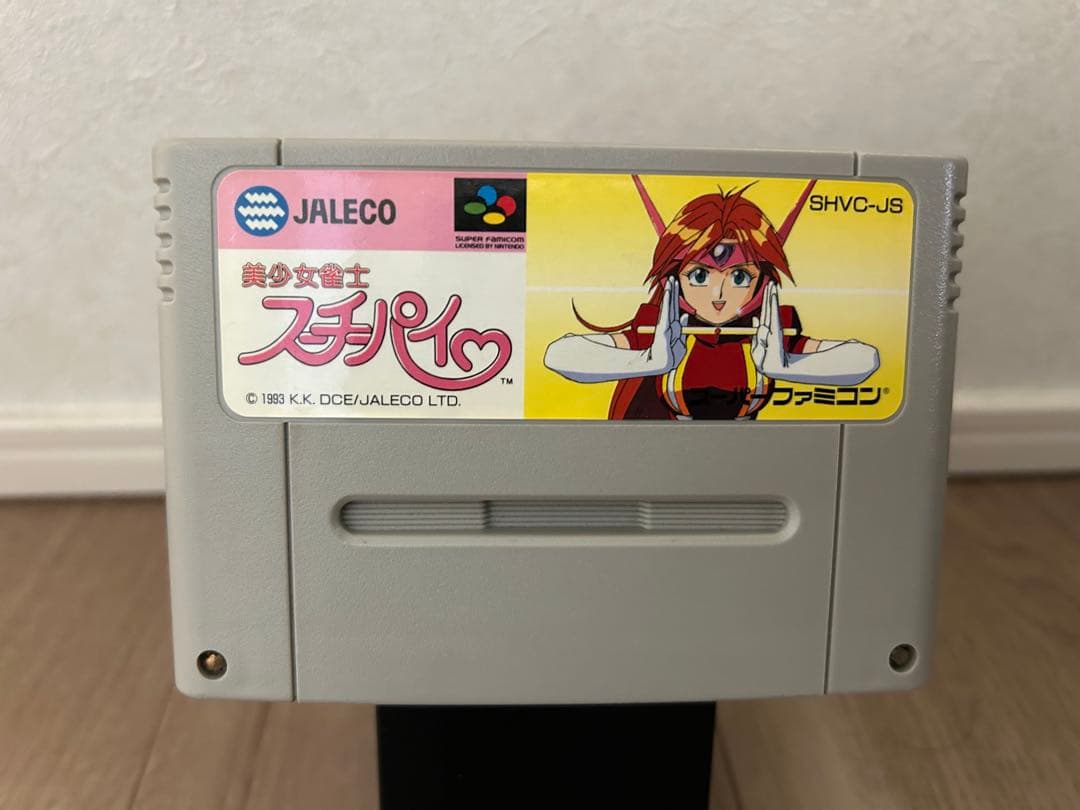 JALECO
SUPER FAMICOM
LICENSED BY NINTENDO
SHVC-JS
美少女雀士
スーチーパイ
TM
© 1993 K.K. DCE/JALECO LTD.
スーパーファミコン®